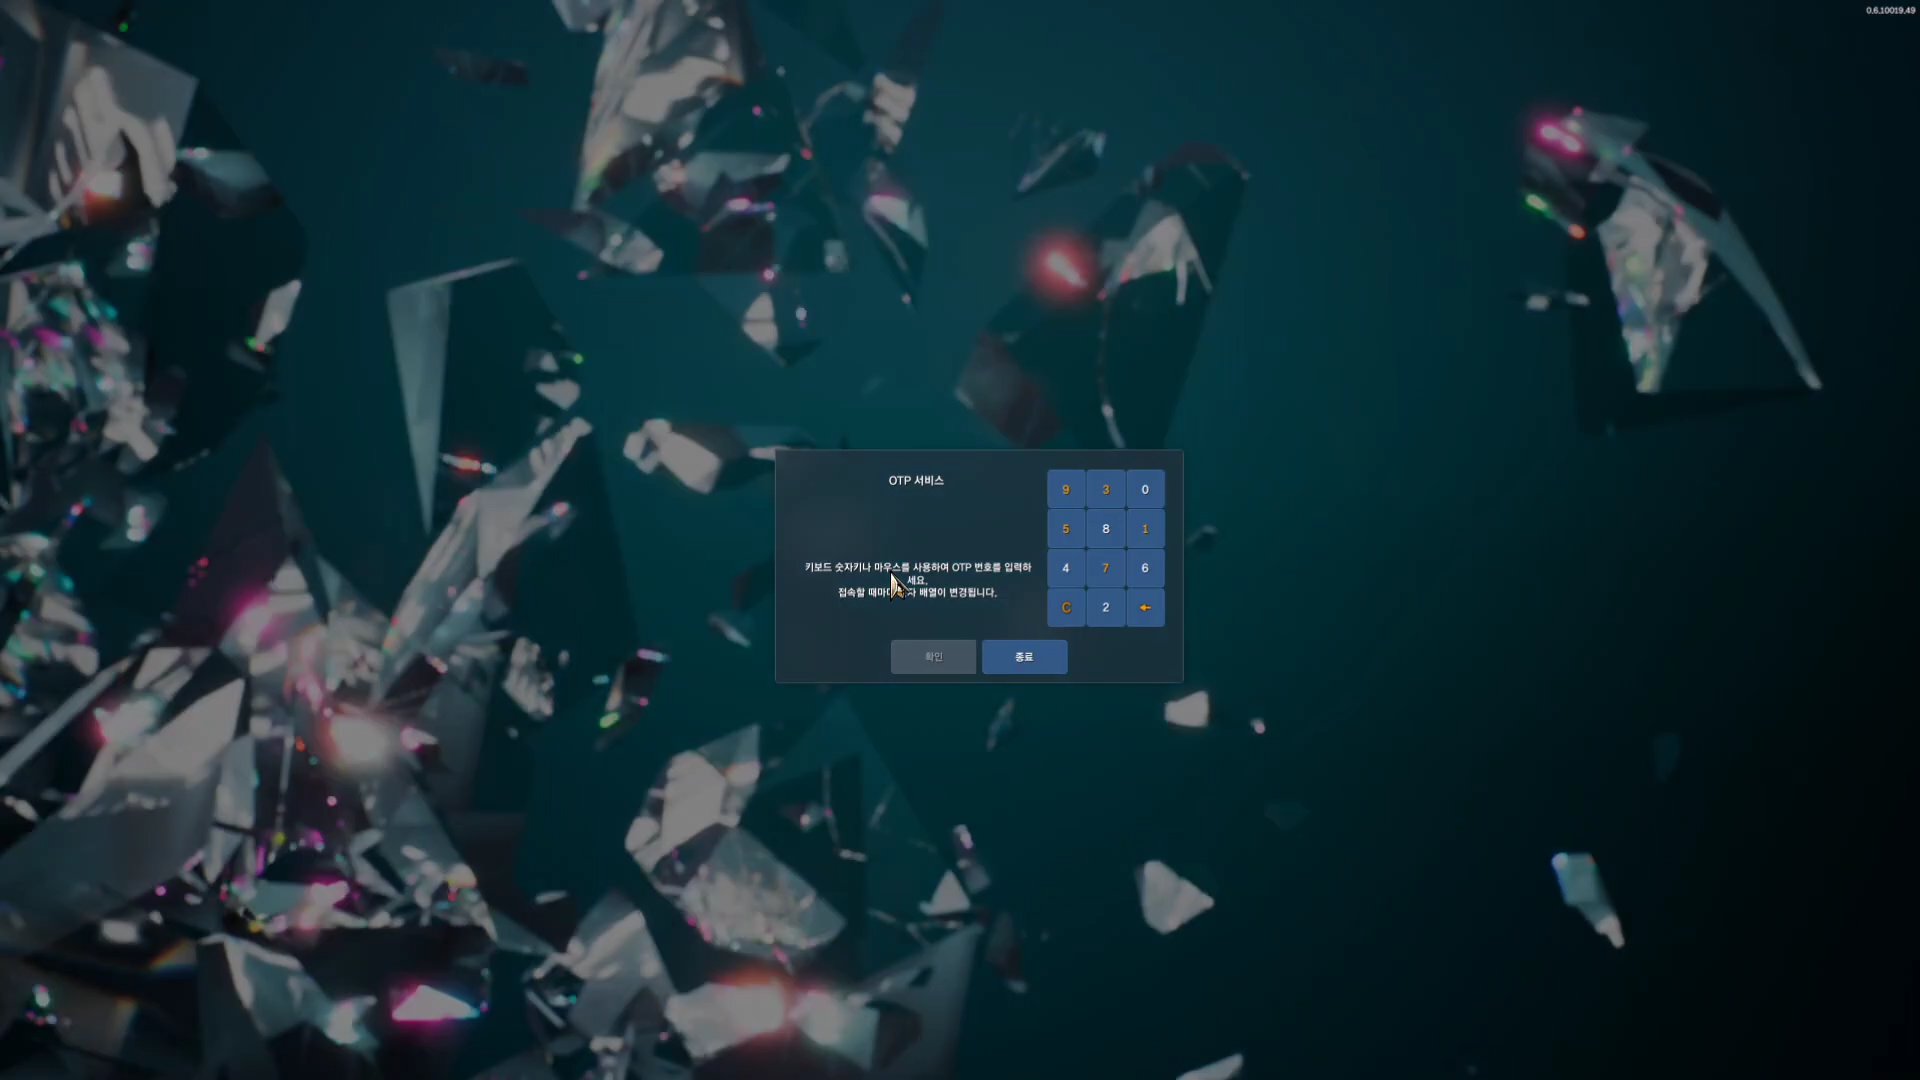 0.6.10019.49
OTP 서비스
9 3 0
5 8 1
키보드 숫자키나 마우스를 사용하여 OTP 번호를 입력하
세요.
4 7 6
접속할 때마다 배열이 변경됩니다.
C 2 ←
확인 종료